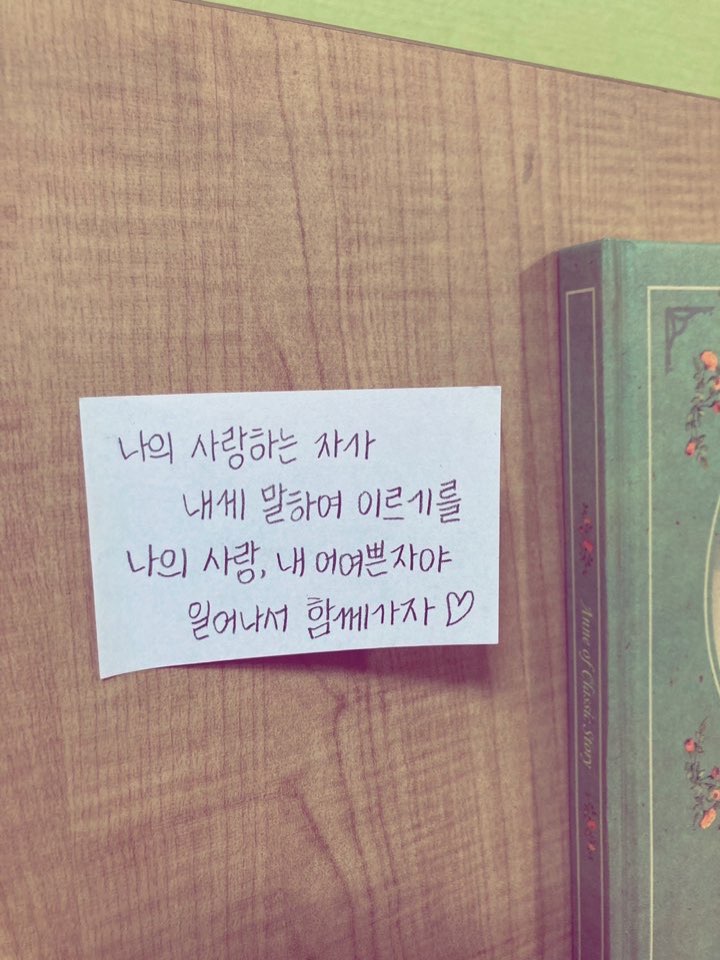 나의 사랑하는 자가
내게 말하여 이르기를
나의 사랑, 내 어여쁜자야
일어나서 함께가자♡
Anne of Classic Story